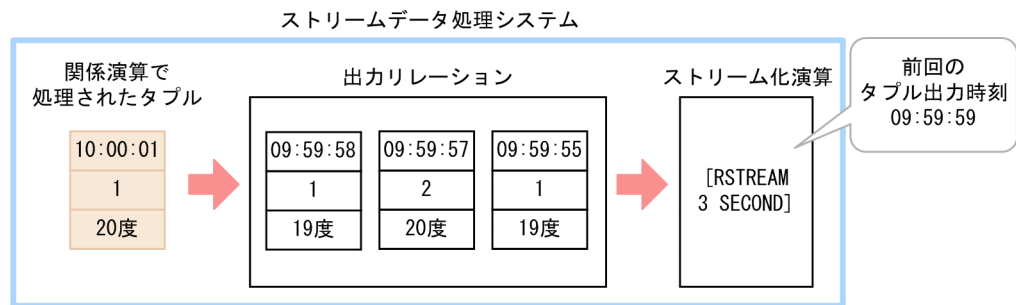 ストリームデータ処理システム
関係演算で
処理されたタプル
出力リレーション
ストリーム化演算
前回の
タプル出力時刻
09:59:59
10:00:01
1
20度
09:59:58
1
19度
09:59:57
2
20度
09:59:55
1
19度
[RSTREAM
3 SECOND]